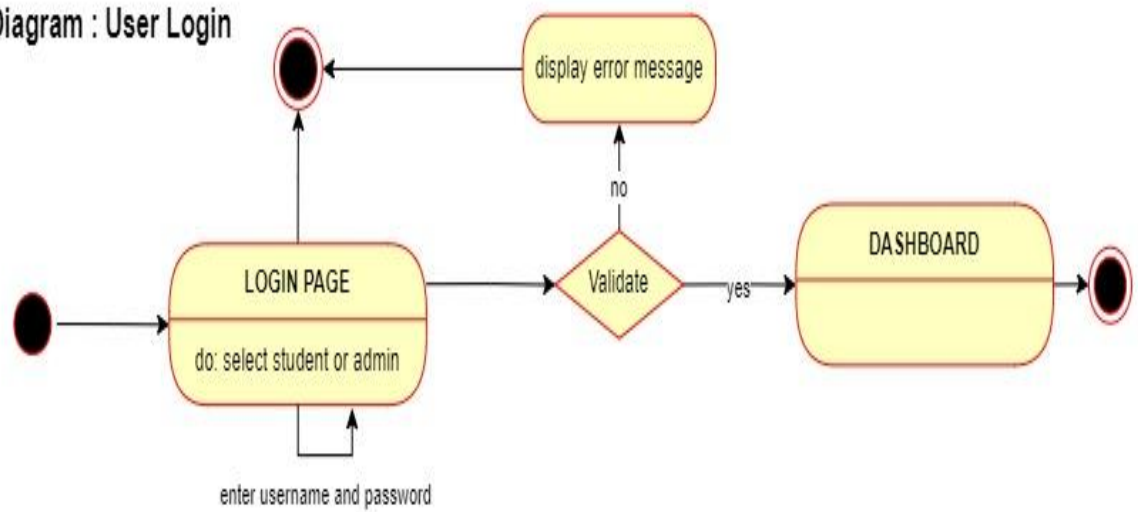 Diagram : User Login
display error message
no
LOGIN PAGE
do: select student or admin
Validate
yes
DASHBOARD
enter username and password